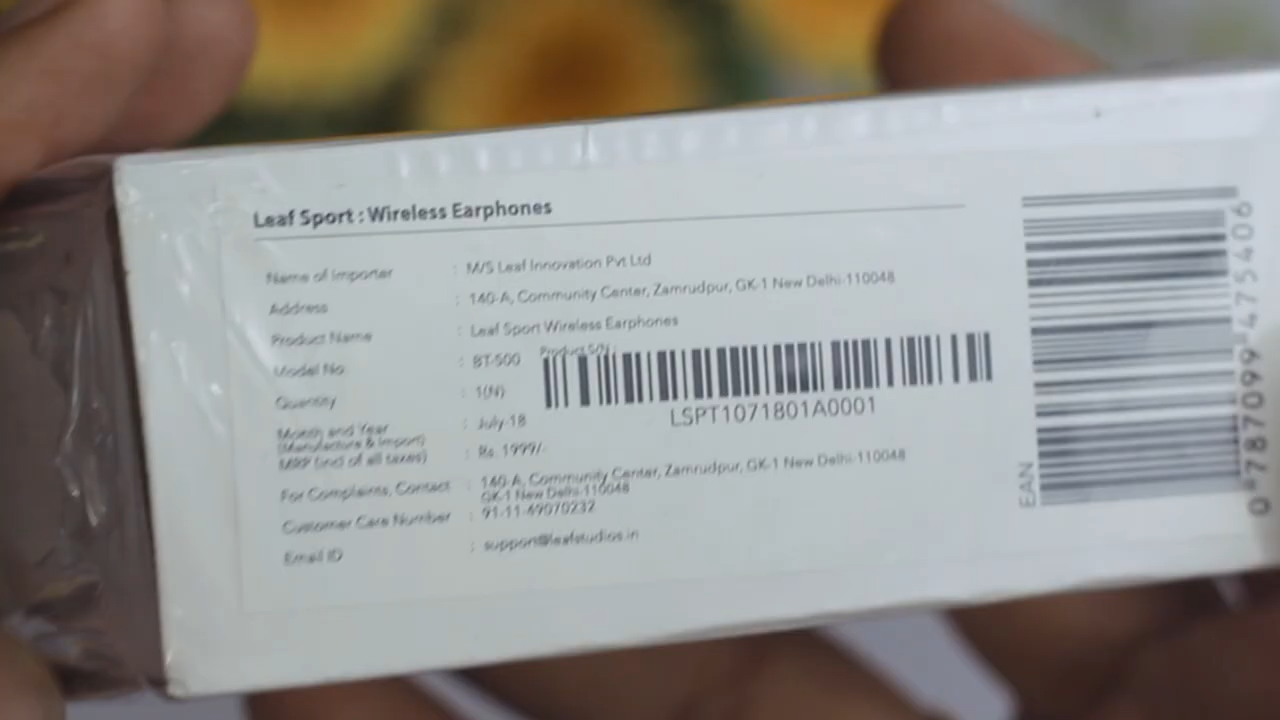 Leaf Sport : Wireless Earphones
Name of Importer : M/S Leaf Innovation Pvt Ltd
Address : 140-A, Community Center, Zamrudpur, GK-1 New Delhi-110048
Product Name : Leaf Sport Wireless Earphones
Model No : BT-500
Product S/N :
Quantity : 1(N)
LSPT1071801A0001
Month and Year : July-18
(Manufacture & Import)
MRP (incl of all taxes) : Rs. 1999/-
For Complaints, Contact : 140-A, Community Center, Zamrudpur, GK-1 New Delhi-110048
GK-1 New Delhi-110048
Customer Care Number : 91-11-49070232
Email ID : support@leafstudios.in
EAN
0 787099 475406